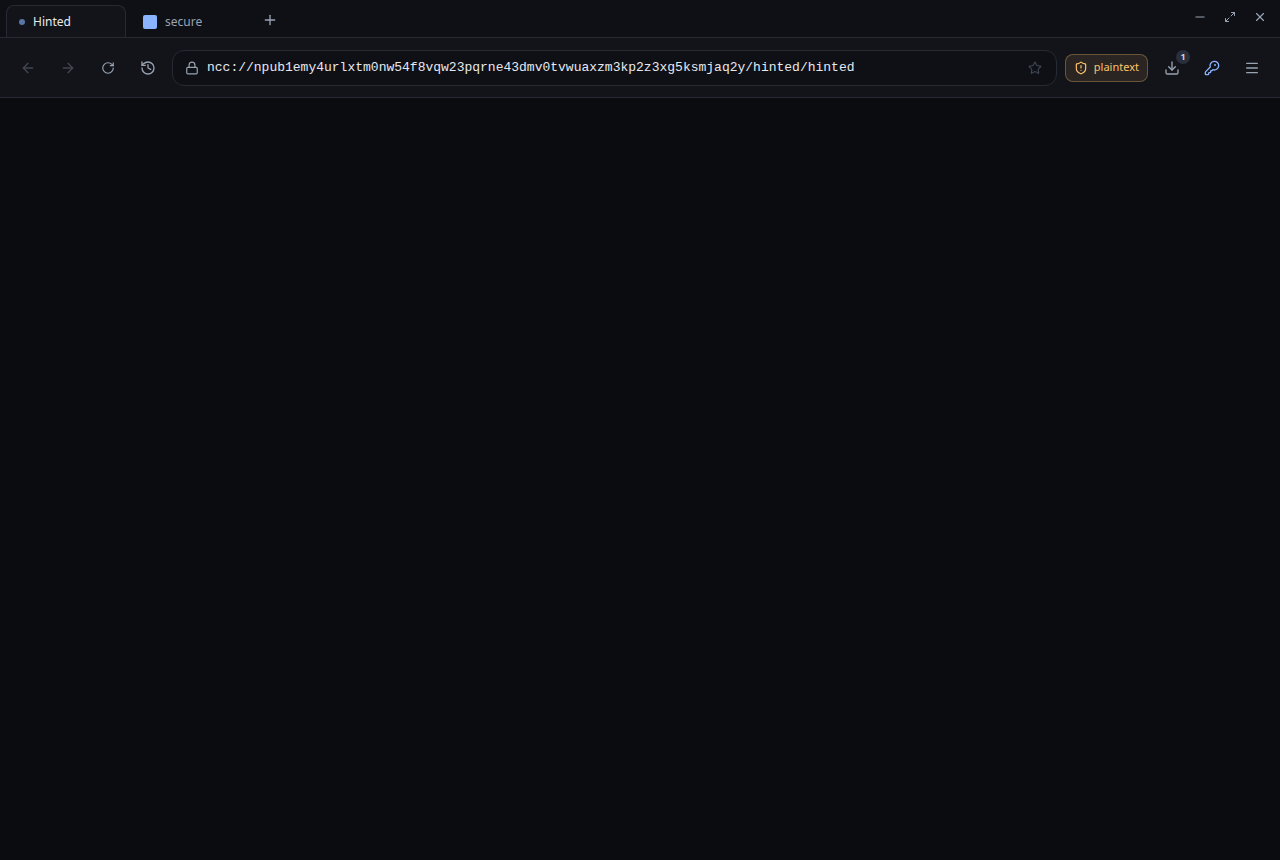 Hinted
secure
ncc://npub1emy4urlxtm0nw54f8vqw23pqrne43dmv0tvwuaxzm3kp2z3xg5ksmjaq2y/hinted/hinted
plaintext
1